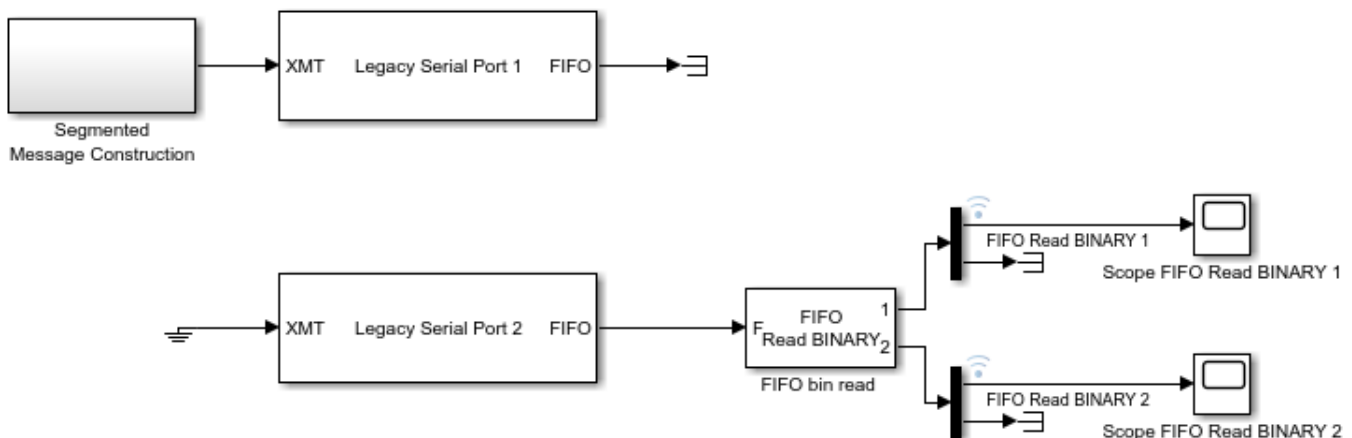 XMT Legacy Serial Port 1 FIFO
Segmented
Message Construction
FIFO Read BINARY 1
Scope FIFO Read BINARY 1
XMT Legacy Serial Port 2 FIFO
F FIFO 1
Read BINARY 2
FIFO bin read
FIFO Read BINARY 2
Scope FIFO Read BINARY 2